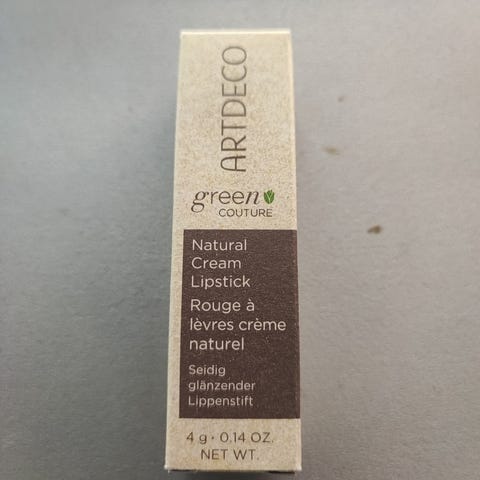 ARTDECO
green
COUTURE
Natural
Cream
Lipstick
Rouge à
lèvres crème
naturel
Seidig
glänzender
Lippenstift
4 g · 0.14 OZ.
NET WT.